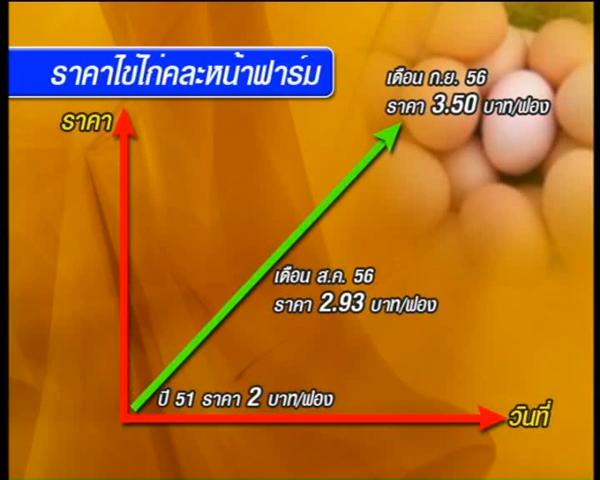 ราคาไข่ไก่คละหน้าฟาร์ม
เดือน ก.ย. 56
ราคา 3.50 บาท/ฟอง
ราคา
เดือน ส.ค. 56
ราคา 2.93 บาท/ฟอง
ปี 51 ราคา 2 บาท/ฟอง
วันที่